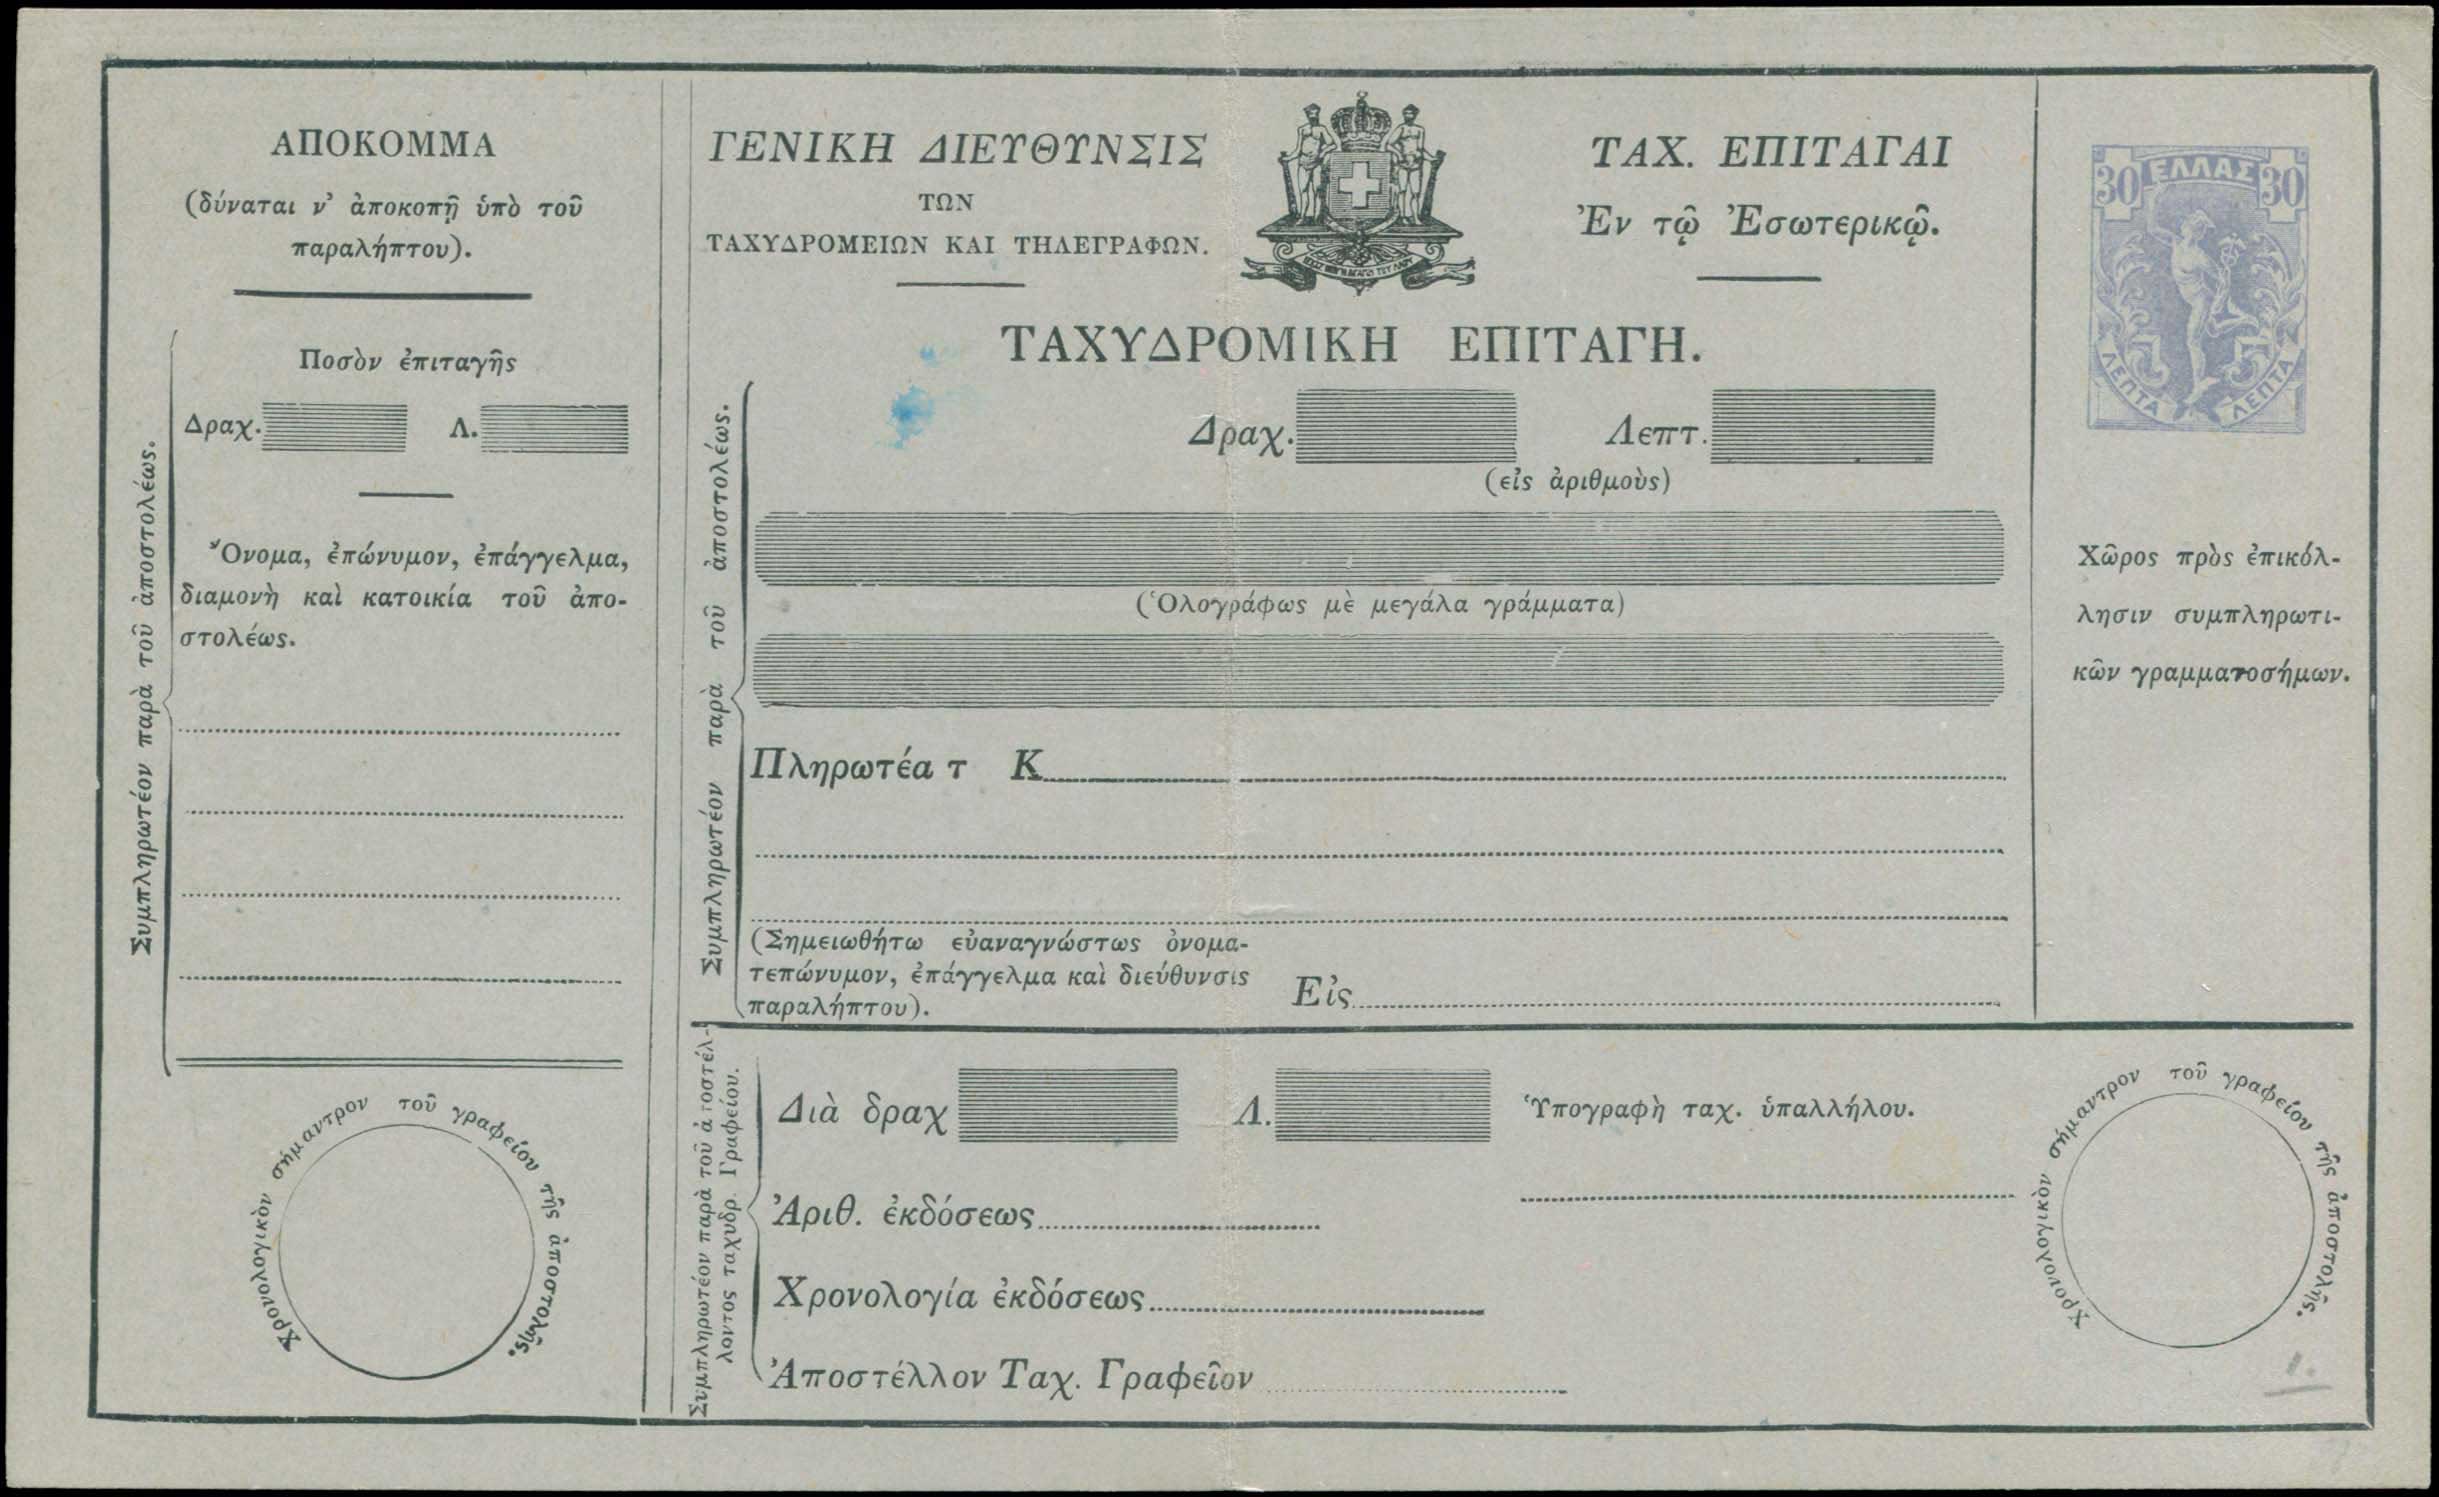 ΑΠΟΚΟΜΜΑ
(δύναται ν' ἀποκοπῇ ὑπὸ τοῦ
παραλήπτου).
Ποσὸν ἐπιταγῆς
Δραχ. Λ.
Ὄνομα, ἐπώνυμον, ἐπάγγελμα,
διαμονὴ καὶ κατοικία τοῦ ἀπο-
στολέως.
Συμπληρωτέον παρὰ τοῦ ἀποστολέως.
Χρονολογικὸν σήμαντρον τοῦ γραφείου τῆς ἀποστολῆς.
ΓΕΝΙΚΗ ΔΙΕΥΘΥΝΣΙΣ
ΤΩΝ
ΤΑΧΥΔΡΟΜΕΙΩΝ ΚΑΙ ΤΗΛΕΓΡΑΦΩΝ.
ΤΑΧ. ΕΠΙΤΑΓΑΙ
Ἐν τῷ Ἐσωτερικῷ.
ΤΑΧΥΔΡΟΜΙΚΗ ΕΠΙΤΑΓΗ.
Δραχ. Λεπτ.
(εἰς ἀριθμοὺς)
(Ὁλογράφως μὲ μεγάλα γράμματα)
Πληρωτέα τ Κ
(Σημειωθήτω εὐαναγνώστως ὀνομα-
τεπώνυμον, ἐπάγγελμα καὶ διεύθυνσις
παραλήπτου).
Εἰς
Συμπληρωτέον παρὰ τοῦ ἀποστολέως.
30 ΕΛΛΑΣ 30
5 5
ΛΕΠΤΑ ΛΕΠΤΑ
Χῶρος πρὸς ἐπικόλ-
λησιν συμπληρωτι-
κῶν γραμματοσήμων.
Συμπληρωτέον παρὰ τοῦ ἀποστέλ-
λοντος ταχυδρ. Γραφείου.
Διὰ δραχ Λ.
Ὑπογραφὴ ταχ. ὑπαλλήλου.
Ἀριθ. ἐκδόσεως
Χρονολογία ἐκδόσεως
Ἀποστέλλον Ταχ. Γραφεῖον
Χρονολογικὸν σήμαντρον τοῦ γραφείου τῆς ἀποστολῆς.
1.